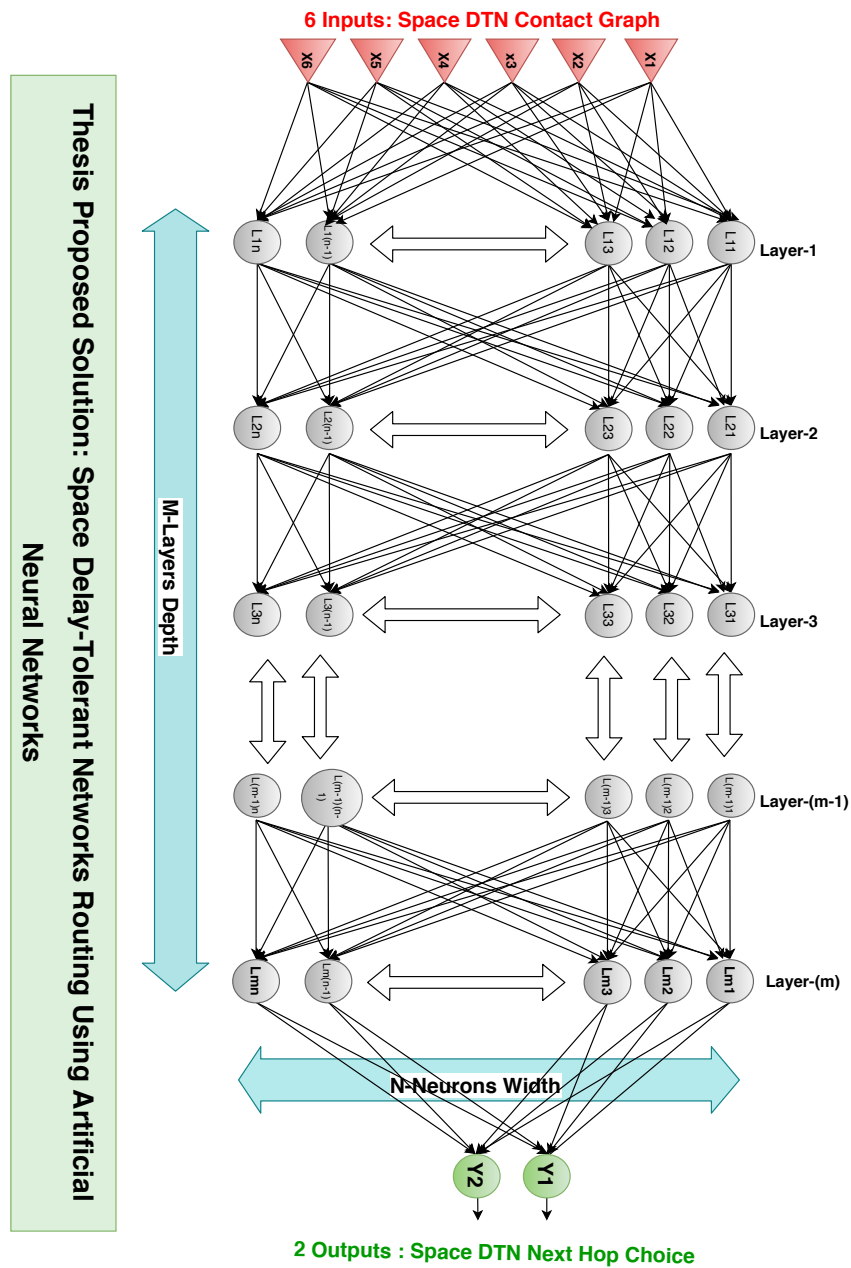 6 Inputs: Space DTN Contact Graph
X6 X5 X4 x3 X2 X1
L1n L1(n-1) L13 L12 L11 Layer-1
L2n L2(n-1) L23 L22 L21 Layer-2
L3n L3(n-1) L33 L32 L31 Layer-3
L(m-1)n L(m-1)(n-
1)
L(m-1)3 L(m-1)2 L(m-1)1 Layer-(m-1)
Lmn Lm(n-1) Lm3 Lm2 Lm1 Layer-(m)
M-Layers Depth
N-Neurons Width
Y2 Y1
2 Outputs : Space DTN Next Hop Choice
Thesis Proposed Solution: Space Delay-Tolerant Networks Routing Using Artificial
Neural Networks